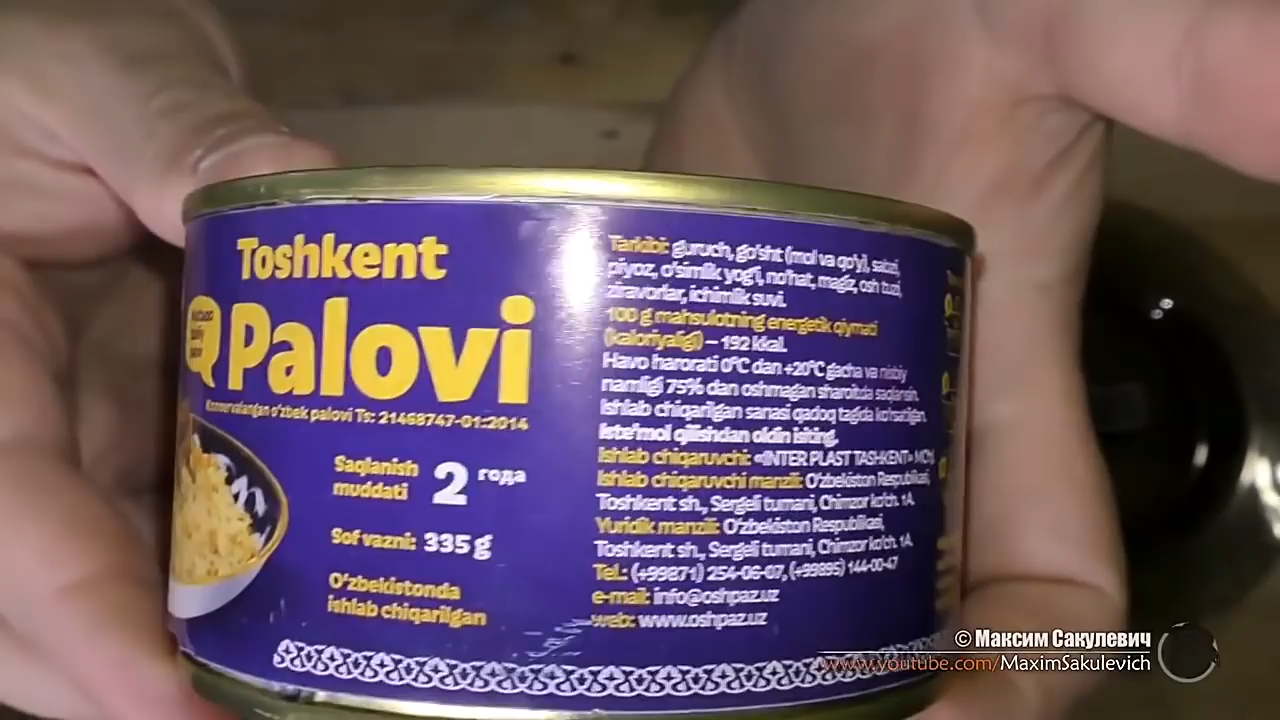 Toshkent
Palovi
Konservalangan o'zbek palovi Ts: 21468747-01:2014
Saqlanish
muddati
2 года
Sof vazni: 335 g
O'zbekistonda
ishlab chiqarilgan
Tarkibi: guruch, go'sht (mol va qo'y), sabzi,
piyoz, o'simlik yog'i, no'hat, magiz, osh tuzi,
ziravorlar, ichimlik suvi.
100 g mahsulotning energetik qiymati
(kaloriyaligi) – 192 kkal.
Havo harorati 0°C dan +20°C gacha va nisbiy
namligi 75% dan oshmagan sharoitda saqlansin.
Ishlab chiqarilgan sanasi qadoq tagida ko'rsatilgan.
Iste'mol qilishdan oldin isiting.
Ishlab chiqaruvchi: «INTER PLAST TASHKENT»
Ishlab chiqaruvchi manzili: O'zbekiston Respublikasi,
Toshkent sh., Sergeli tumani, Chimzor ko'ch. 1A.
Yuridik manzili: O'zbekiston Respublikasi,
Toshkent sh., Sergeli tumani, Chimzor ko'ch. 1A.
Tel.: (+99871) 254-06-07, (+99895) 144-00-47
e-mail: info@oshpaz.uz
web: www.oshpaz.uz
© Максим Сакулевич
www.youtube.com/MaximSakulevich